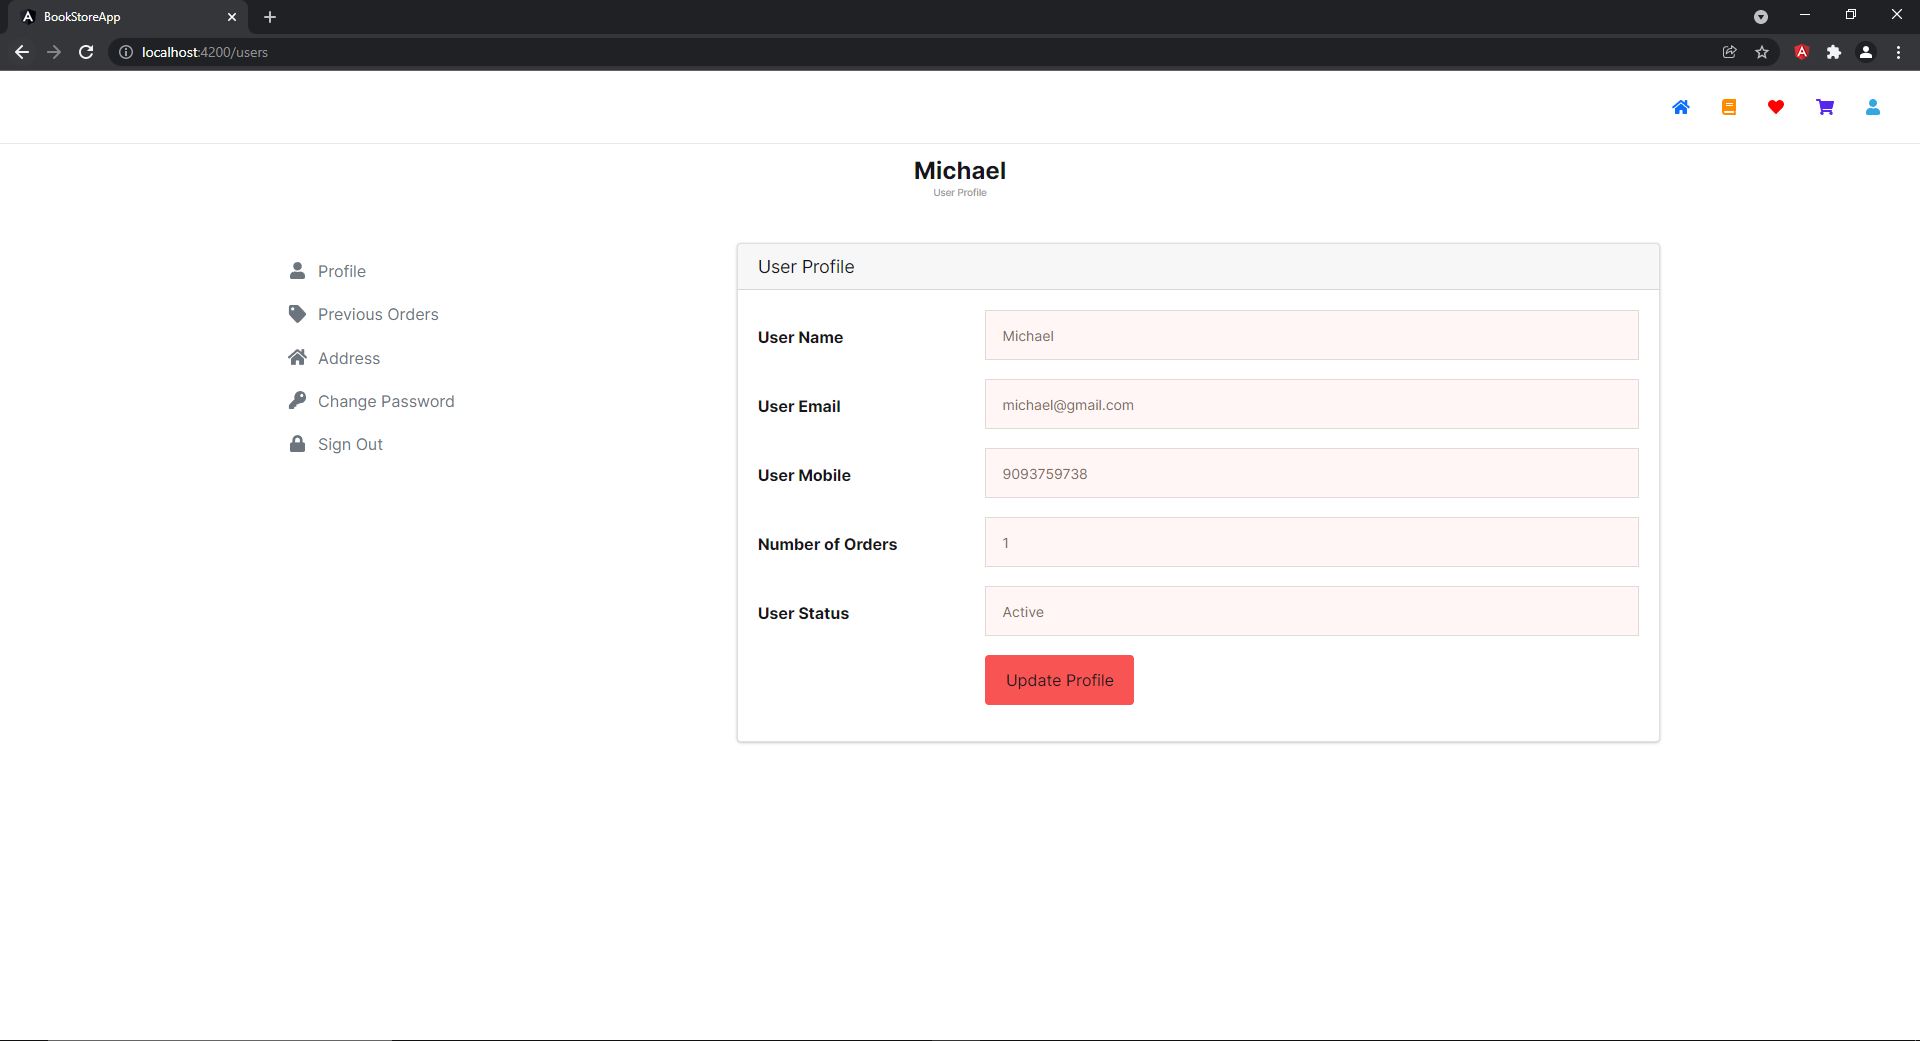 BookStoreApp
localhost:4200/users
Michael
User Profile
Profile
Previous Orders
Address
Change Password
Sign Out
User Profile
User Name
Michael
User Email
michael@gmail.com
User Mobile
9093759738
Number of Orders
1
User Status
Active
Update Profile